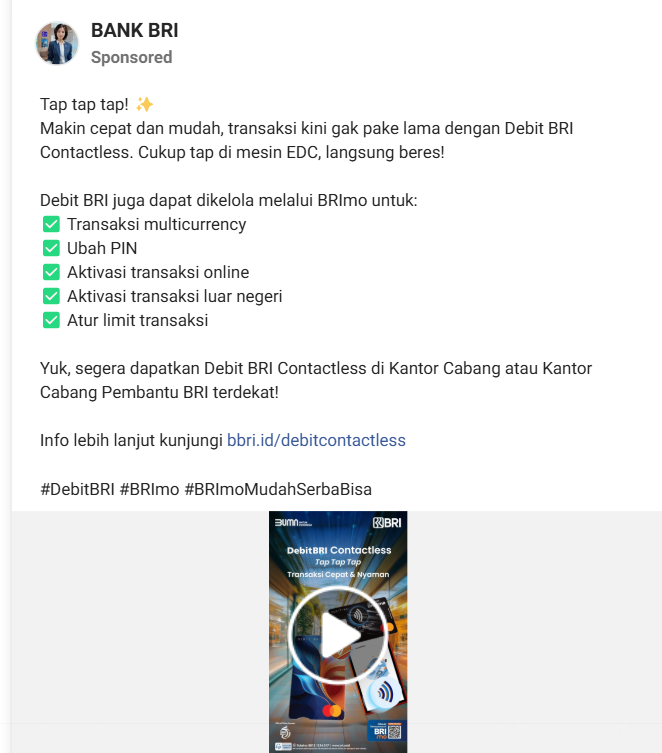 BANK BRI
Sponsored
Tap tap tap! ✨
Makin cepat dan mudah, transaksi kini gak pake lama dengan Debit BRI
Contactless. Cukup tap di mesin EDC, langsung beres!
Debit BRI juga dapat dikelola melalui BRImo untuk:
✅ Transaksi multicurrency
✅ Ubah PIN
✅ Aktivasi transaksi online
✅ Aktivasi transaksi luar negeri
✅ Atur limit transaksi
Yuk, segera dapatkan Debit BRI Contactless di Kantor Cabang atau Kantor
Cabang Pembantu BRI terdekat!
Info lebih lanjut kunjungi bbri.id/debitcontactless
#DebitBRI #BRImo #BRImoMudahSerbaBisa
BUMN
BRI
DebitBRI Contactless
Tap Tap Tap
Transaksi Cepat & Nyaman
BRI
mo